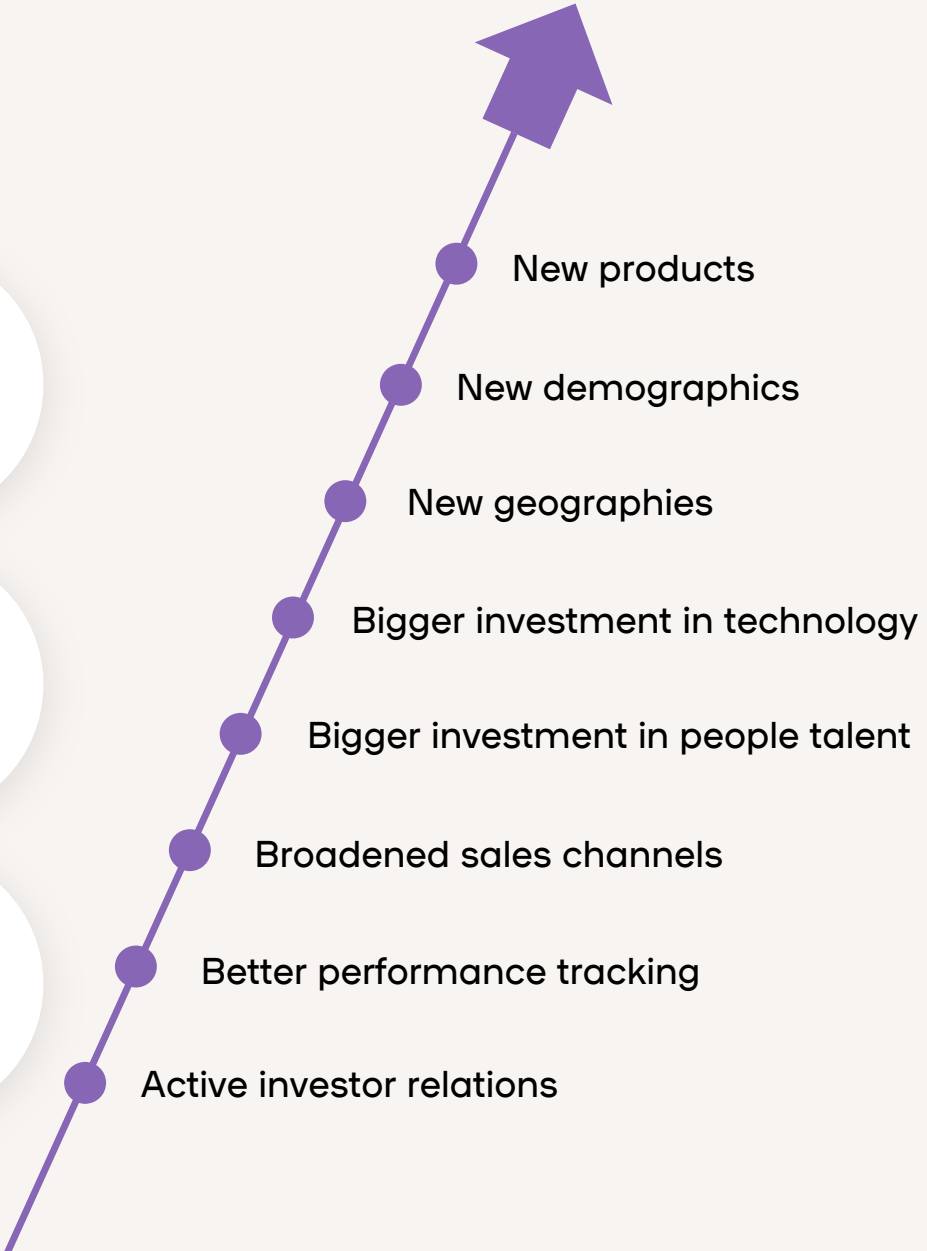 New products
New demographics
New geographies
Bigger investment in technology
Bigger investment in people talent
Broadened sales channels
Better performance tracking
Active investor relations